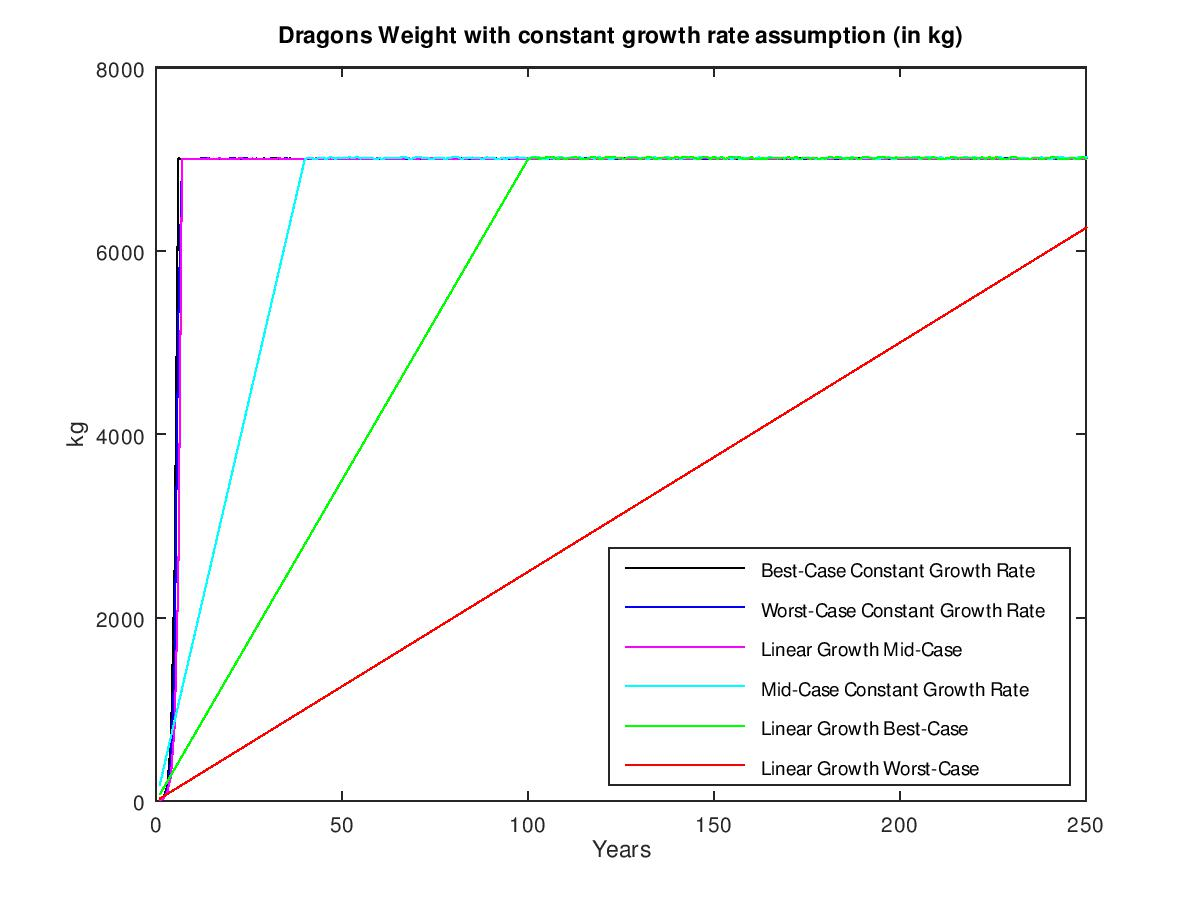 Dragons Weight with constant growth rate assumption (in kg)
8000
6000
kg
4000
2000
0
Best-Case Constant Growth Rate
Worst-Case Constant Growth Rate
Linear Growth Mid-Case
Mid-Case Constant Growth Rate
Linear Growth Best-Case
Linear Growth Worst-Case
0 50 100 150 200 250
Years